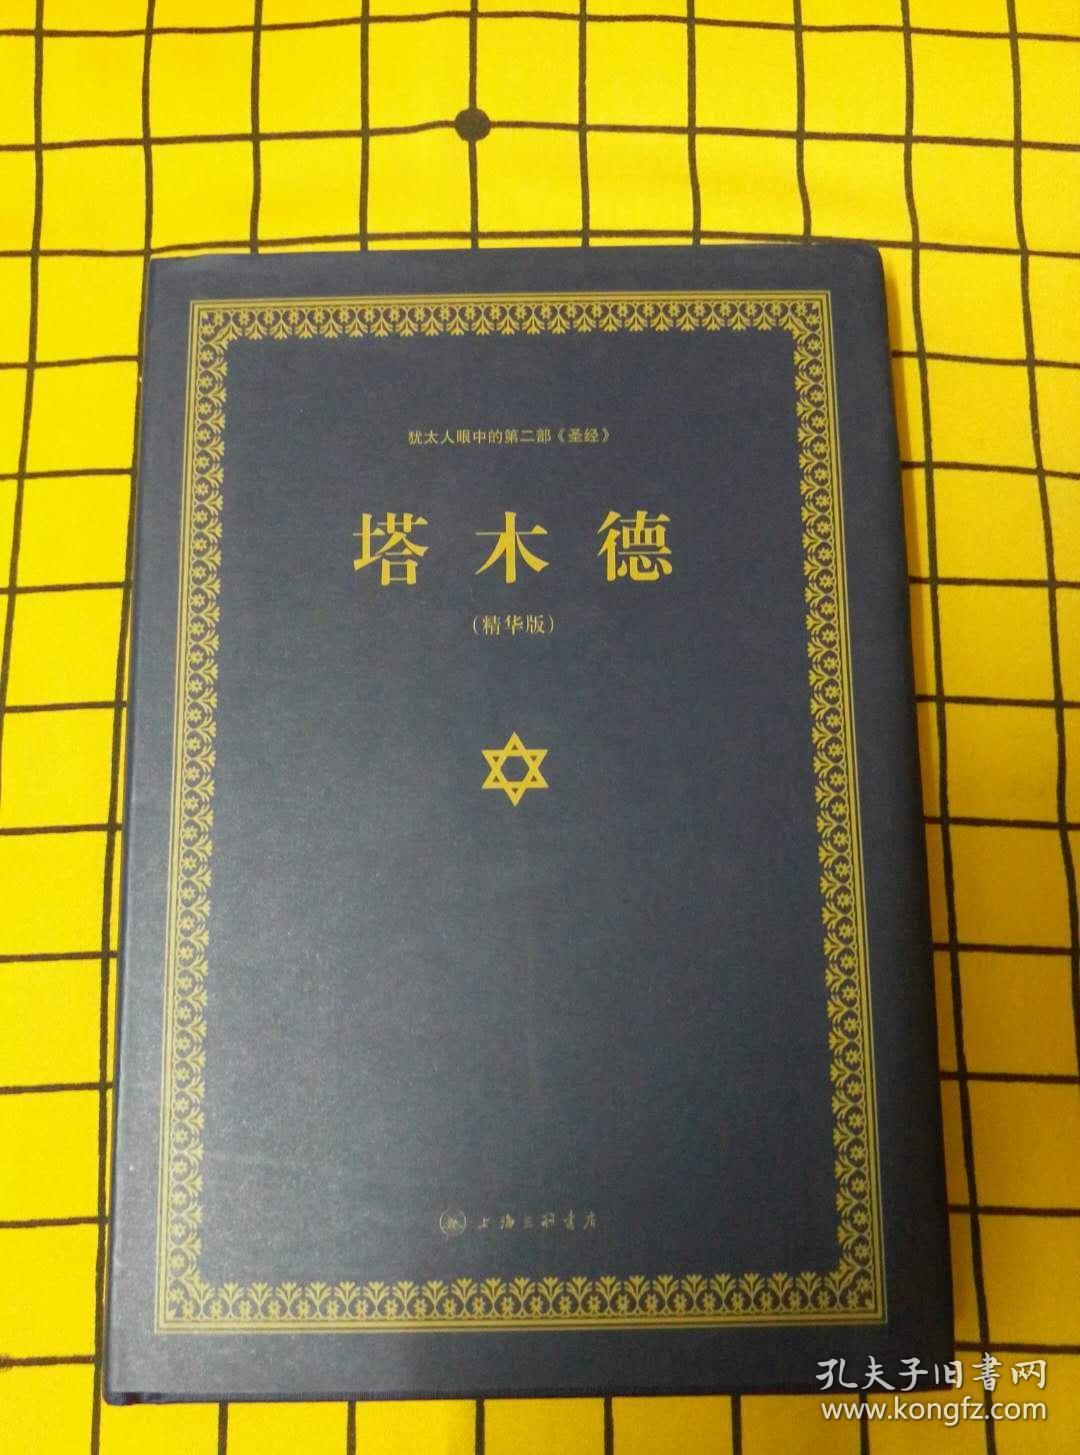 犹太人眼中的第二部《圣经》
塔木德
（精华版）
上海三联书店
孔夫子旧书网
www.kongfz.com